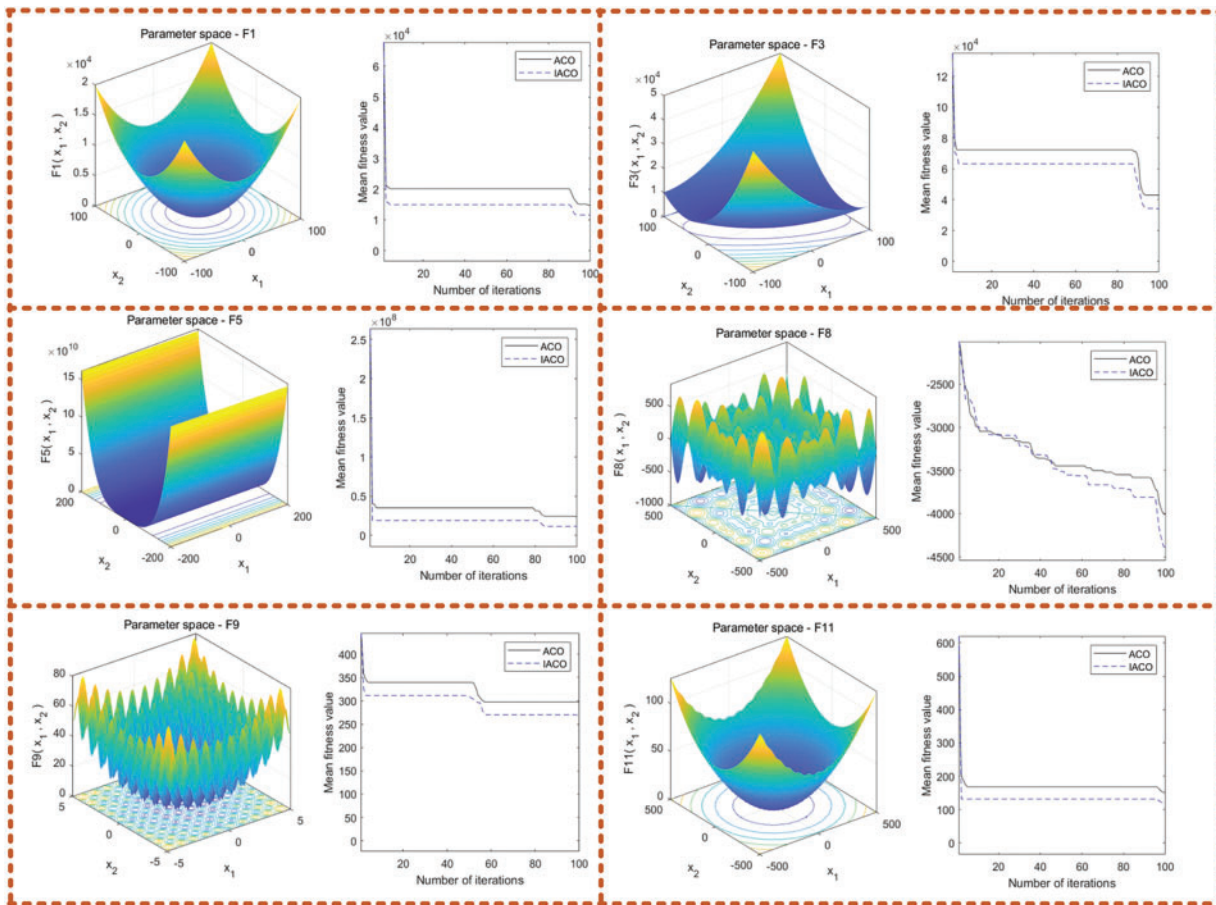 Parameter space - F1
×10⁴
2
1.5
1
0.5
0
F1( x₁ , x₂ )
100
0
-100
x₂
-100
0
100
x₁
×10⁴
6
5
4
3
2
1
0
Mean fitness value
20
40
60
80
100
Number of iterations
ACO
IACO
Parameter space - F3
×10⁴
5
4
3
2
1
0
F3( x₁ , x₂ )
100
0
-100
x₂
-100
0
100
x₁
×10⁴
12
10
8
6
4
2
0
Mean fitness value
20
40
60
80
100
Number of iterations
ACO
IACO
Parameter space - F5
×10¹⁰
15
10
5
0
F5( x₁ , x₂ )
200
0
-200
x₂
-200
0
200
x₁
×10⁸
2.5
2
1.5
1
0.5
0
Mean fitness value
20
40
60
80
100
Number of iterations
ACO
IACO
Parameter space - F8
500
0
-500
-1000
F8( x₁ , x₂ )
500
0
-500
x₂
-500
0
500
x₁
-2500
-3000
-3500
-4000
-4500
Mean fitness value
0
20
40
60
80
100
Number of iterations
ACO
IACO
Parameter space - F9
80
60
40
20
0
F9( x₁ , x₂ )
5
0
-5
x₂
-5
0
5
x₁
400
350
300
250
200
150
100
50
0
Mean fitness value
20
40
60
80
100
Number of iterations
ACO
IACO
Parameter space - F11
100
50
0
F11( x₁ , x₂ )
500
0
-500
x₂
-500
0
500
x₁
600
500
400
300
200
100
0
Mean fitness value
20
40
60
80
100
Number of iterations
ACO
IACO